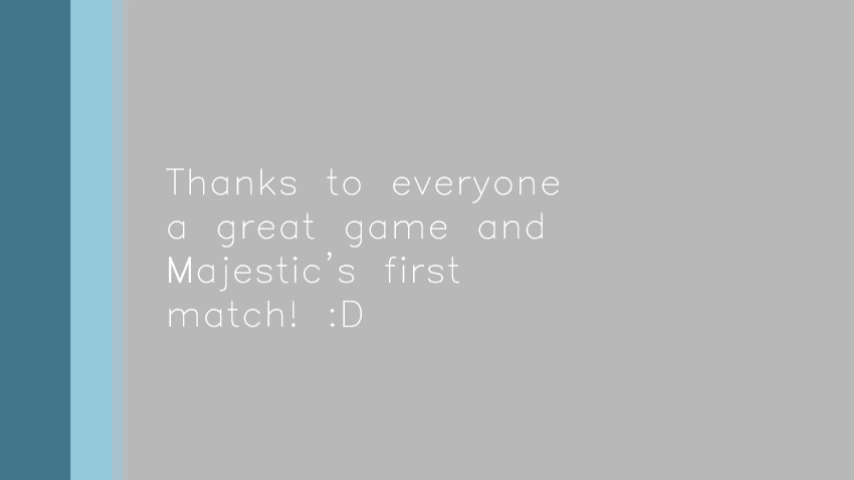 Thanks to everyone
a great game and
Majestic's first
match! :D